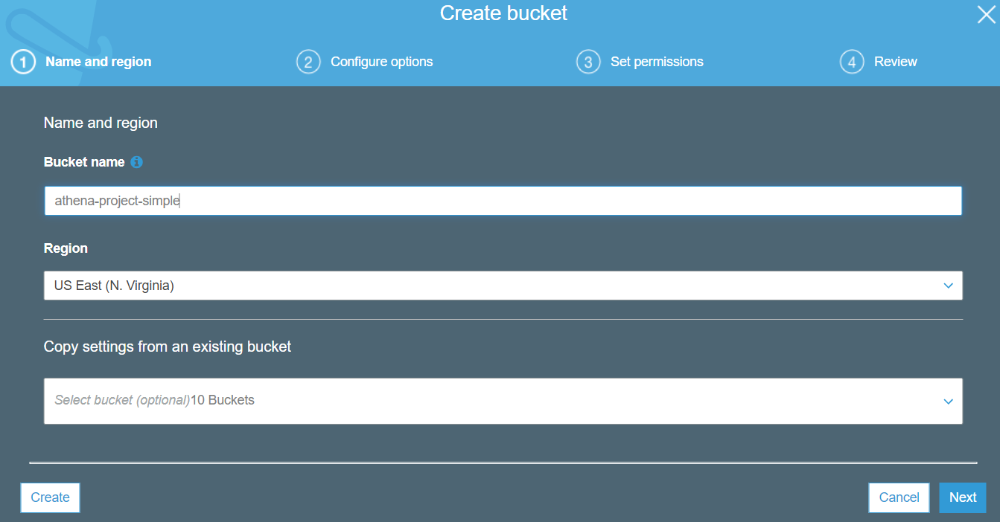 Create bucket
1 Name and region 2 Configure options 3 Set permissions 4 Review
Name and region
Bucket name
athena-project-simple
Region
US East (N. Virginia)
Copy settings from an existing bucket
Select bucket (optional)10 Buckets
Create Cancel Next